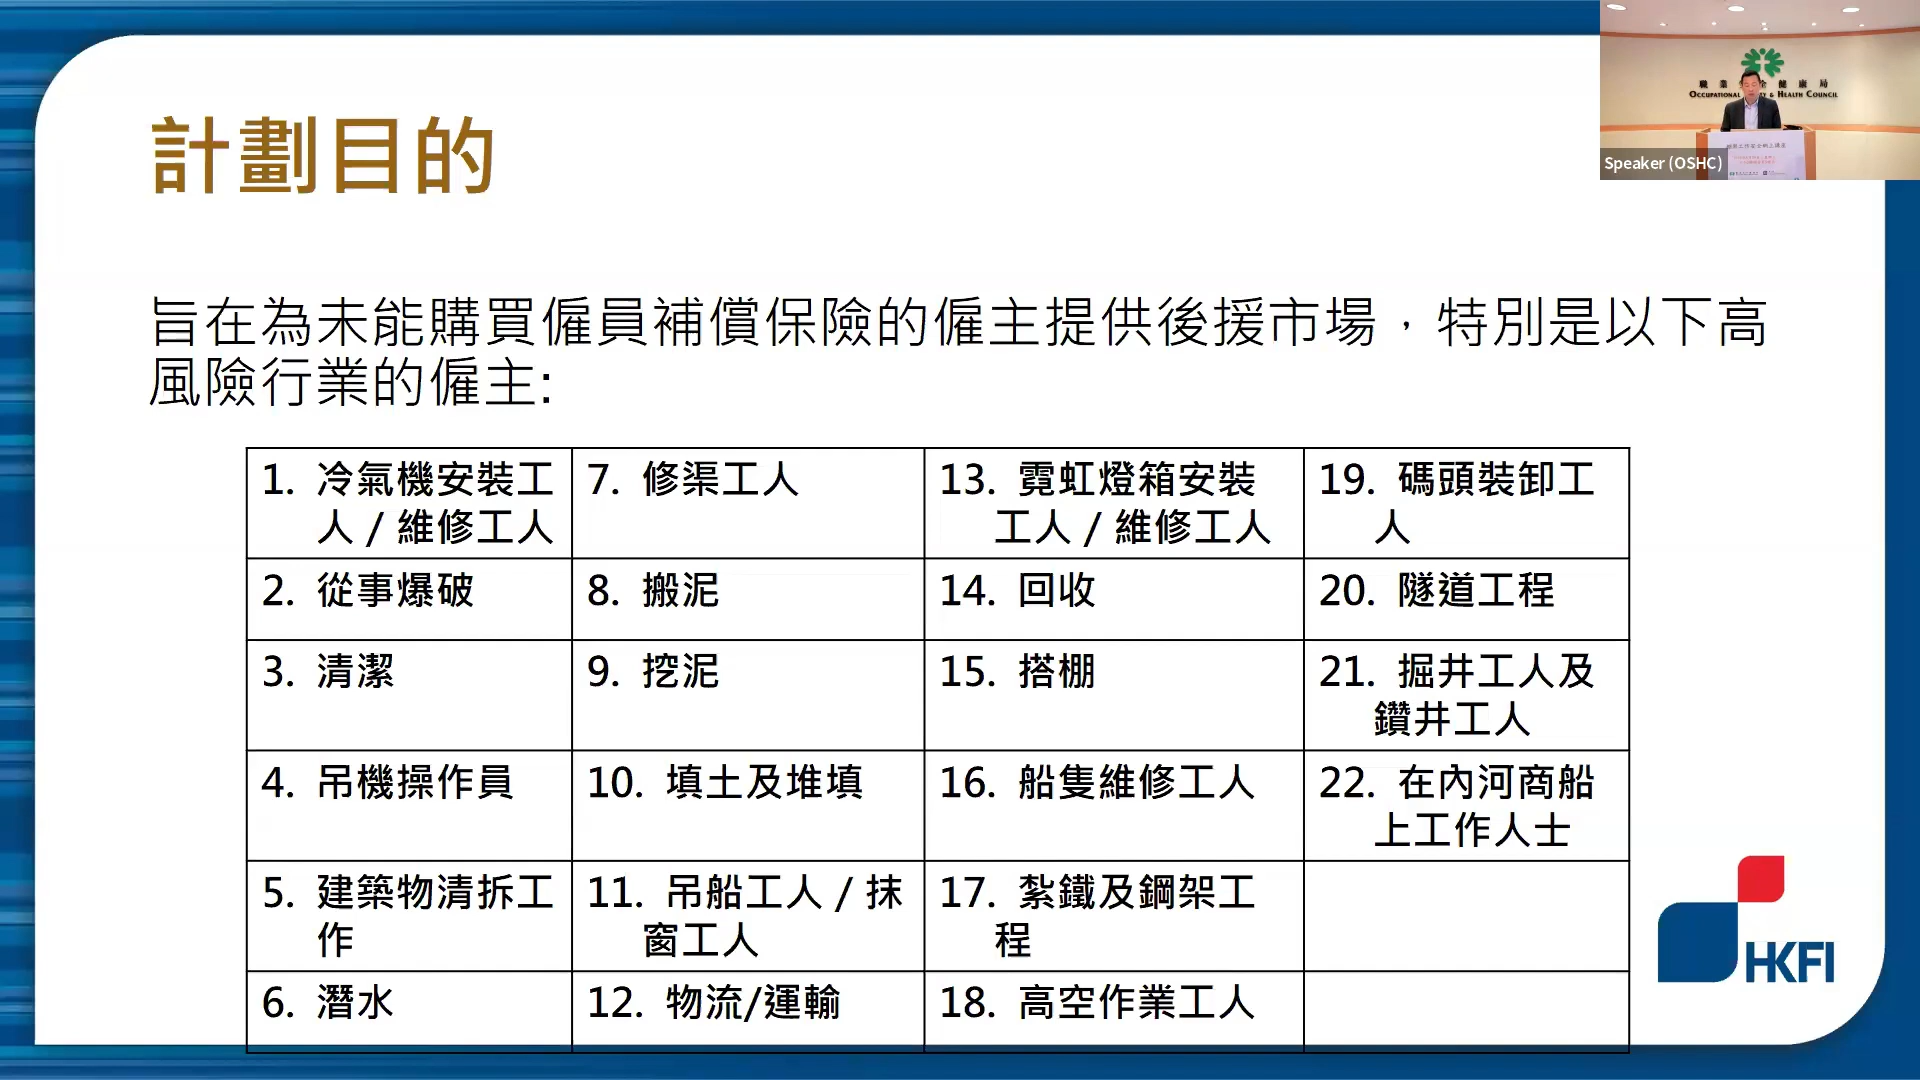 計劃目的
旨在為未能購買僱員補償保險的僱主提供後援市場，特別是以下高
風險行業的僱主:
1. 冷氣機安裝工
人 / 維修工人
7. 修渠工人
13. 霓虹燈箱安裝
工人 / 維修工人
19. 碼頭裝卸工
人
2. 從事爆破
8. 搬泥
14. 回收
20. 隧道工程
3. 清潔
9. 挖泥
15. 搭棚
21. 掘井工人及
鑽井工人
4. 吊機操作員
10. 填土及堆填
16. 船隻維修工人
22. 在內河商船
上工作人士
5. 建築物清拆工
作
11. 吊船工人 / 抹
窗工人
17. 紮鐵及鋼架工
程
6. 潛水
12. 物流/運輸
18. 高空作業工人
HKFI
職業 全健康局
OCCUPATIONAL & HEALTH COUNCIL
Speaker (OSHC)